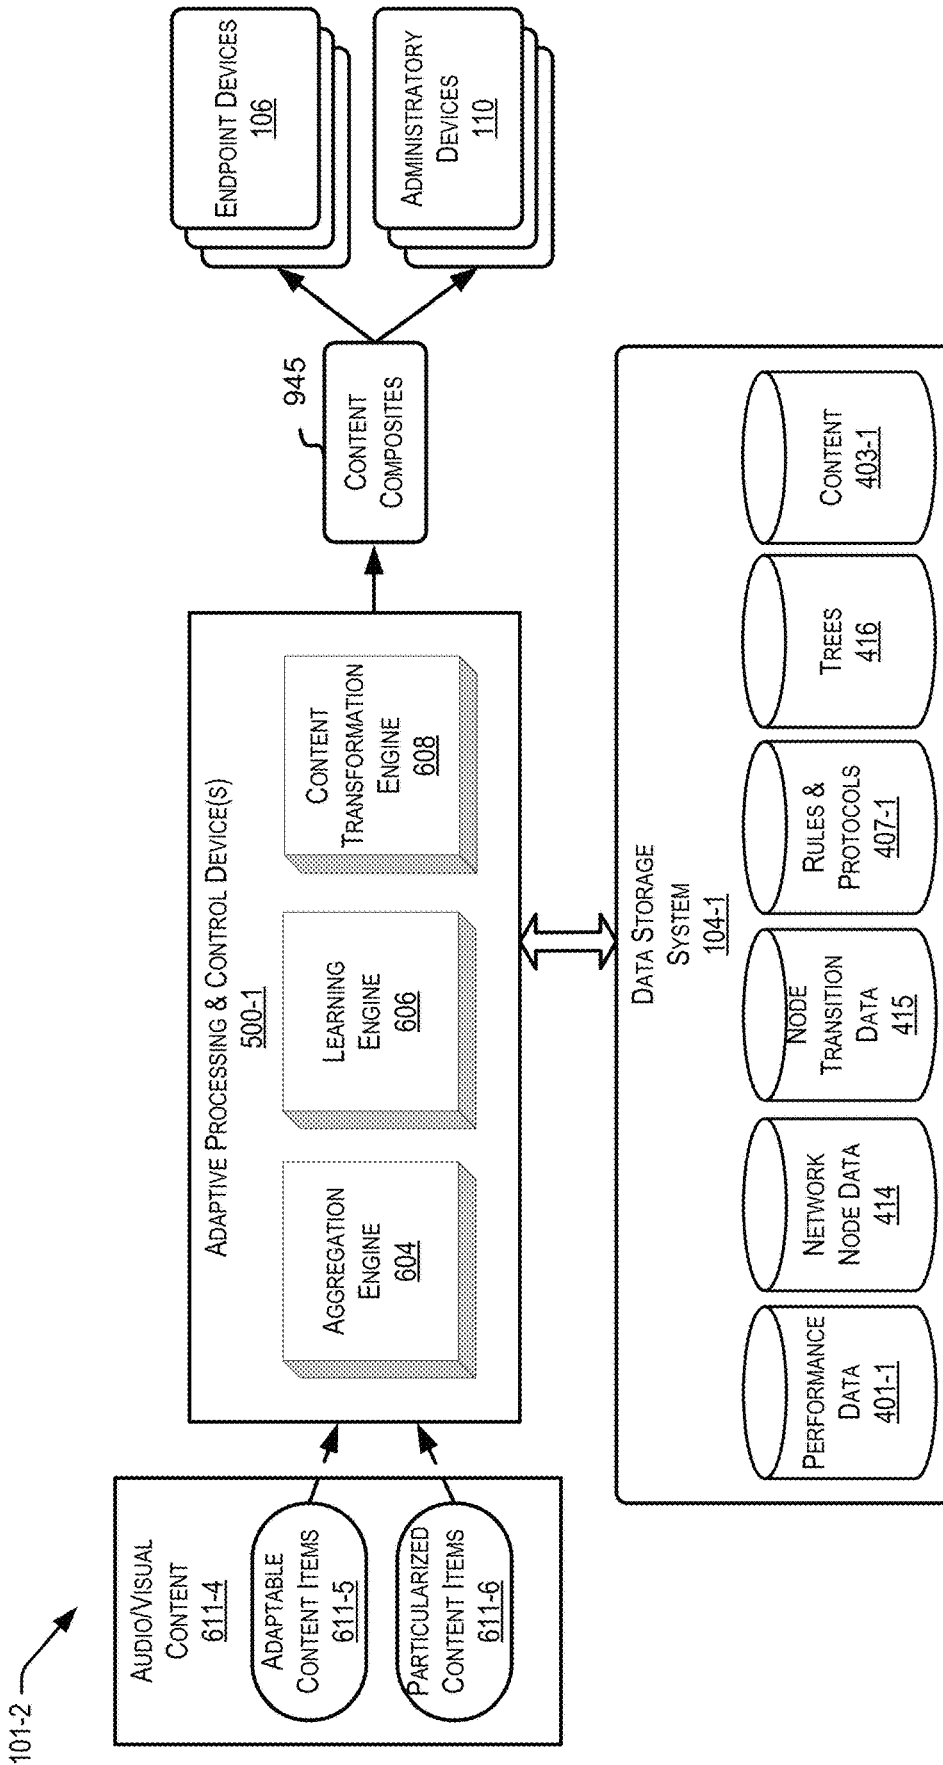 101-2
AUDIO/VISUAL
CONTENT
611-4
ADAPTABLE
CONTENT ITEMS
611-5
PARTICULARIZED
CONTENT ITEMS
611-6
ADAPTIVE PROCESSING & CONTROL DEVICE(S)
500-1
AGGREGATION
ENGINE
604
LEARNING
ENGINE
606
CONTENT
TRANSFORMATION
ENGINE
608
945
CONTENT
COMPOSITES
ENDPOINT DEVICES
106
ADMINISTRATORY
DEVICES
110
DATA STORAGE
SYSTEM
104-1
PERFORMANCE
DATA
401-1
NETWORK
NODE DATA
414
NODE
TRANSITION
DATA
415
RULES &
PROTOCOLS
407-1
TREES
416
CONTENT
403-1